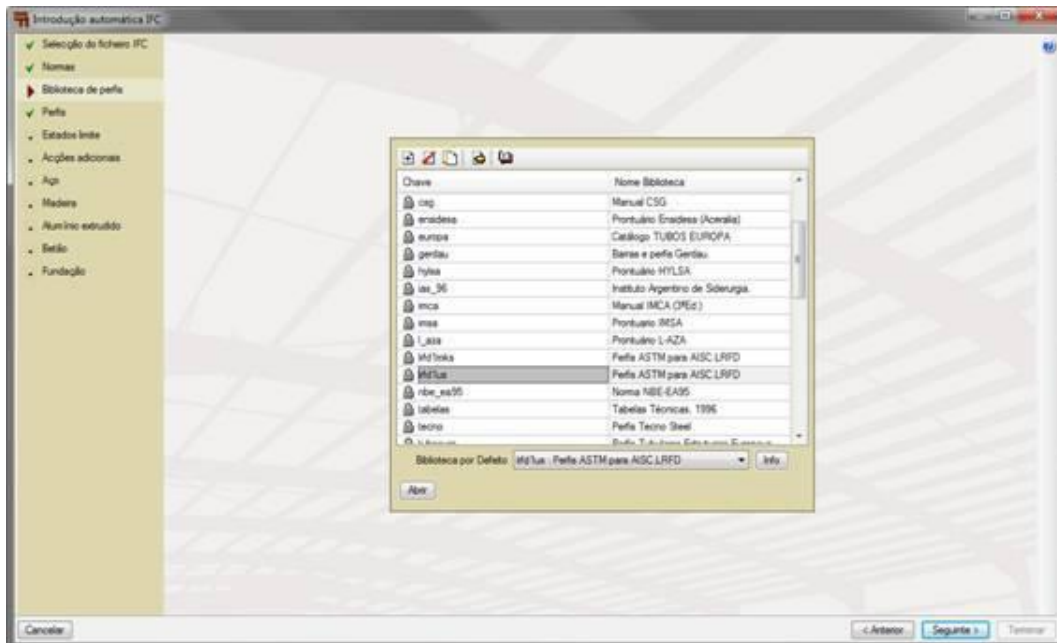 Introdução automática IFC
Selecção do ficheiro IFC
Normas
Biblioteca de perfis
Perfis
Estados limite
Acções adicionais
Aço
Madeira
Alumínio extrudido
Betão
Fundação
Chave Nome Biblioteca
csg Manual CSG
ensidesa Prontuário Ensidesa (Aceralia)
europa Catálogo TUBOS EUROPA
gerdau Barras e perfis Gerdau.
hylsa Prontuário HYLSA
ias_96 Instituto Argentino de Siderurgia.
imca Manual IMCA
imsa Prontuario IMSA
l_aza Prontuário L-AZA
Perfis ASTM para AISC.LRFD
lrfd1us Perfis ASTM para AISC.LRFD
nbe_ea95 Norma NBE-EA95
tabelas Tabelas Técnicas. 1996
tecno Perfis Tecno Steel
Biblioteca por Defeito lrfd1us : Perfis ASTM para AISC.LRFD Info
Abrir
Cancelar < Anterior Seguinte > Terminar